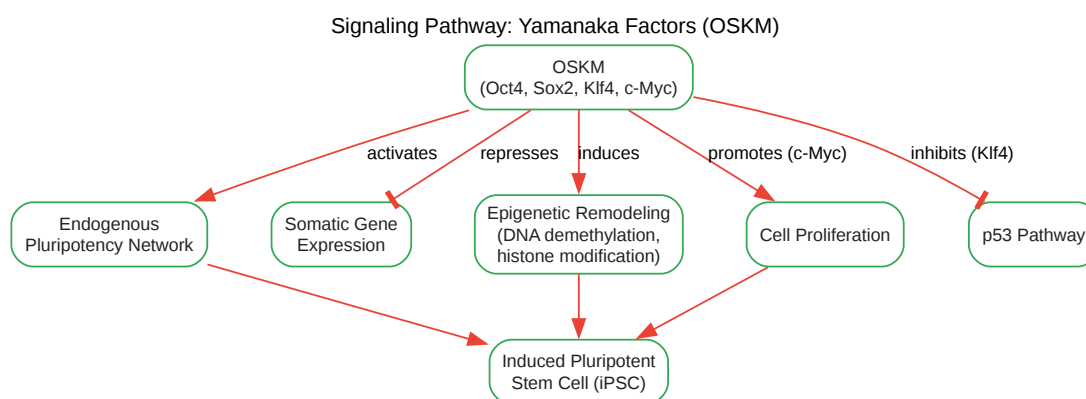 Signaling Pathway: Yamanaka Factors (OSKM)
OSKM
(Oct4, Sox2, Klf4, c-Myc)
activates
represses
induces
promotes (c-Myc)
inhibits (Klf4)
Endogenous
Pluripotency Network
Somatic Gene
Expression
Epigenetic Remodeling
(DNA demethylation,
histone modification)
Cell Proliferation
p53 Pathway
Induced Pluripotent
Stem Cell (iPSC)